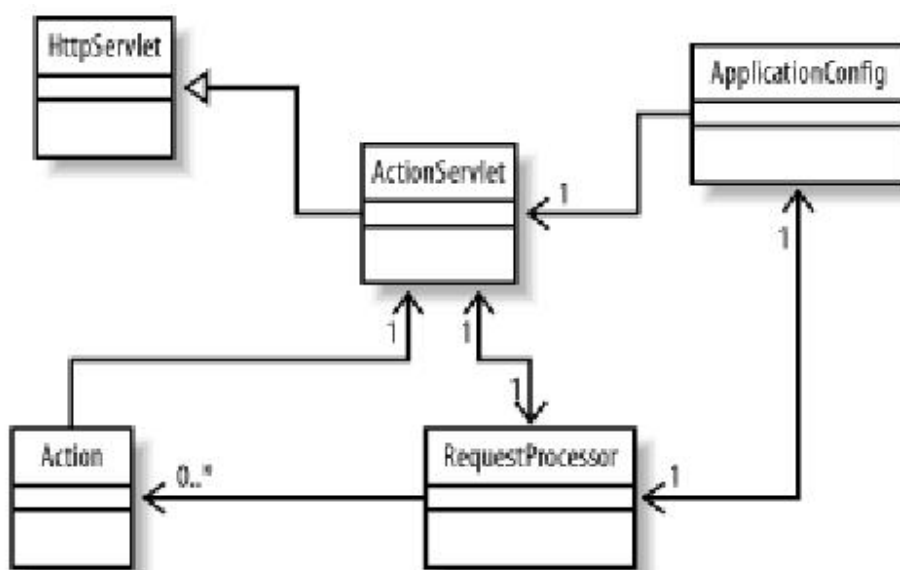 HttpServlet
ApplicationConfig
ActionServlet
1
1
1
1
1
Action
0..*
RequestProcessor
1